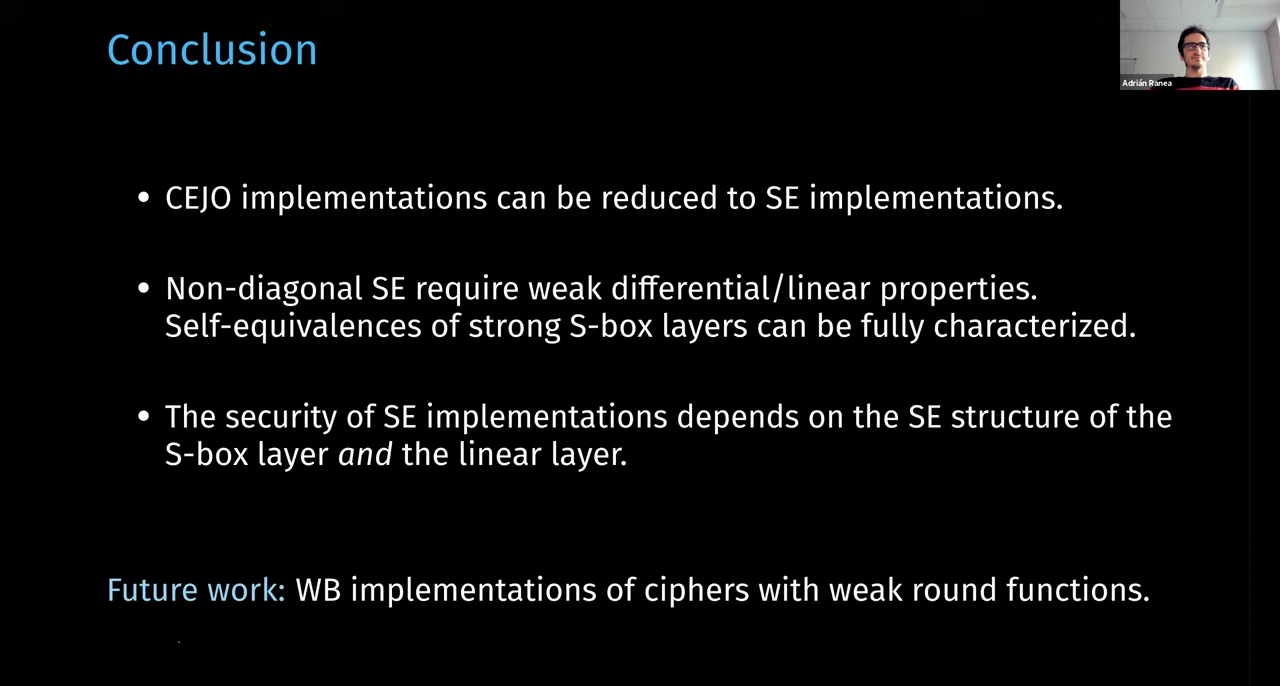 Conclusion
Adrián Ranea
• CEJO implementations can be reduced to SE implementations.
• Non-diagonal SE require weak differential/linear properties.
Self-equivalences of strong S-box layers can be fully characterized.
• The security of SE implementations depends on the SE structure of the
S-box layer and the linear layer.
Future work: WB implementations of ciphers with weak round functions.